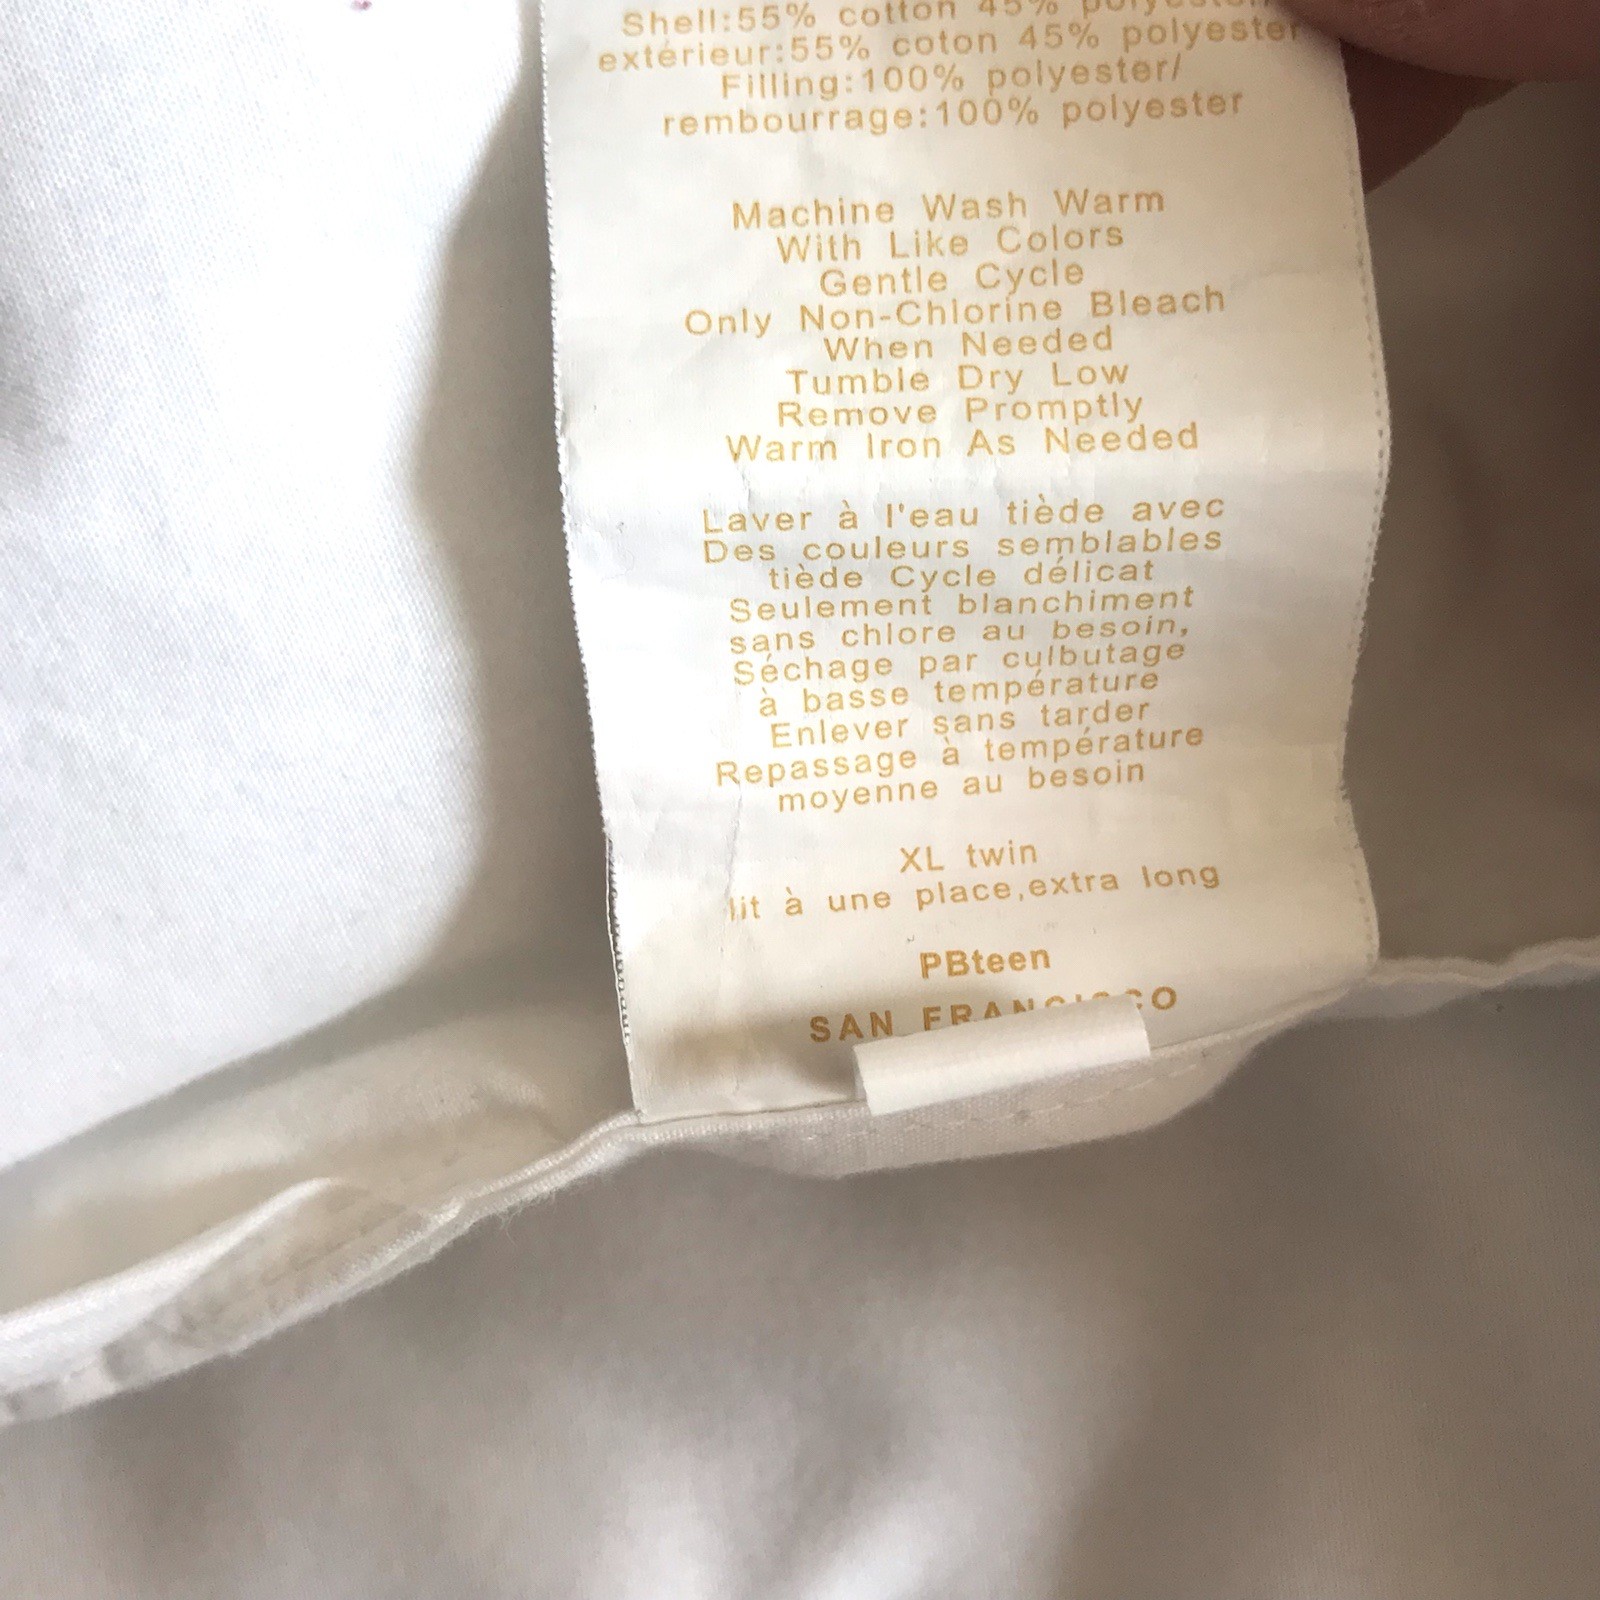 Shell:55% cotton 45% polyester
extérieur:55% coton 45% polyester
Filling:100% polyester/
rembourrage:100% polyester
Machine Wash Warm
With Like Colors
Gentle Cycle
Only Non-Chlorine Bleach
When Needed
Tumble Dry Low
Remove Promptly
Warm Iron As Needed
Laver à l'eau tiède avec
Des couleurs semblables
tiède Cycle délicat
Seulement blanchiment
sans chlore au besoin,
Séchage par culbutage
à basse température
Enlever sans tarder
Repassage à température
moyenne au besoin
XL twin
lit à une place,extra long
PBteen
SAN FRANCISCO